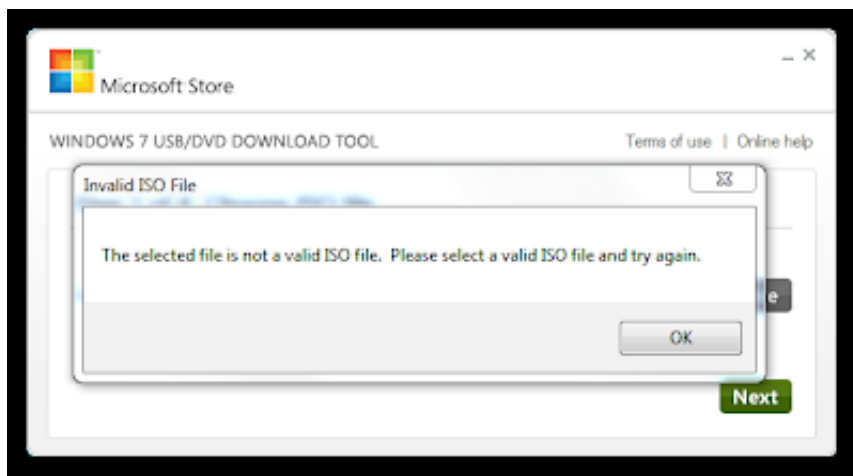 Microsoft Store
WINDOWS 7 USB/DVD DOWNLOAD TOOL
Terms of use | Online help
Invalid ISO File
The selected file is not a valid ISO file. Please select a valid ISO file and try again.
OK
Next